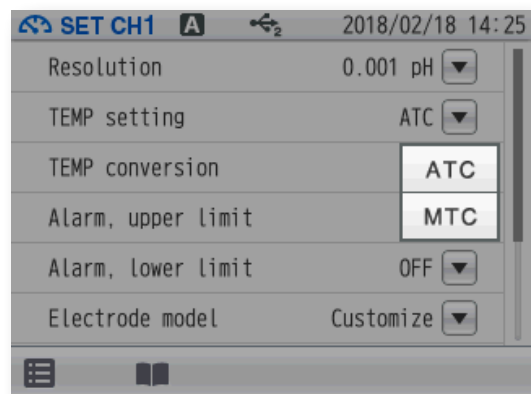 SET CH1 A 2 2018/02/18 14:25
Resolution 0.001 pH
TEMP setting ATC
TEMP conversion ATC
Alarm, upper limit MTC
Alarm, lower limit OFF
Electrode model Customize